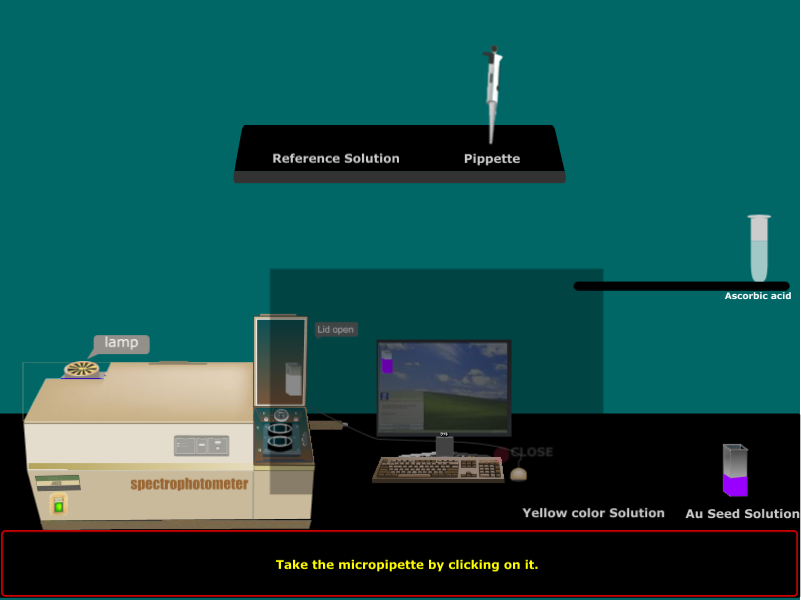 Reference Solution
Pippette
Ascorbic acid
Lid open
lamp
CLOSE
spectrophotometer
Yellow color Solution
Au Seed Solution
Take the micropipette by clicking on it.